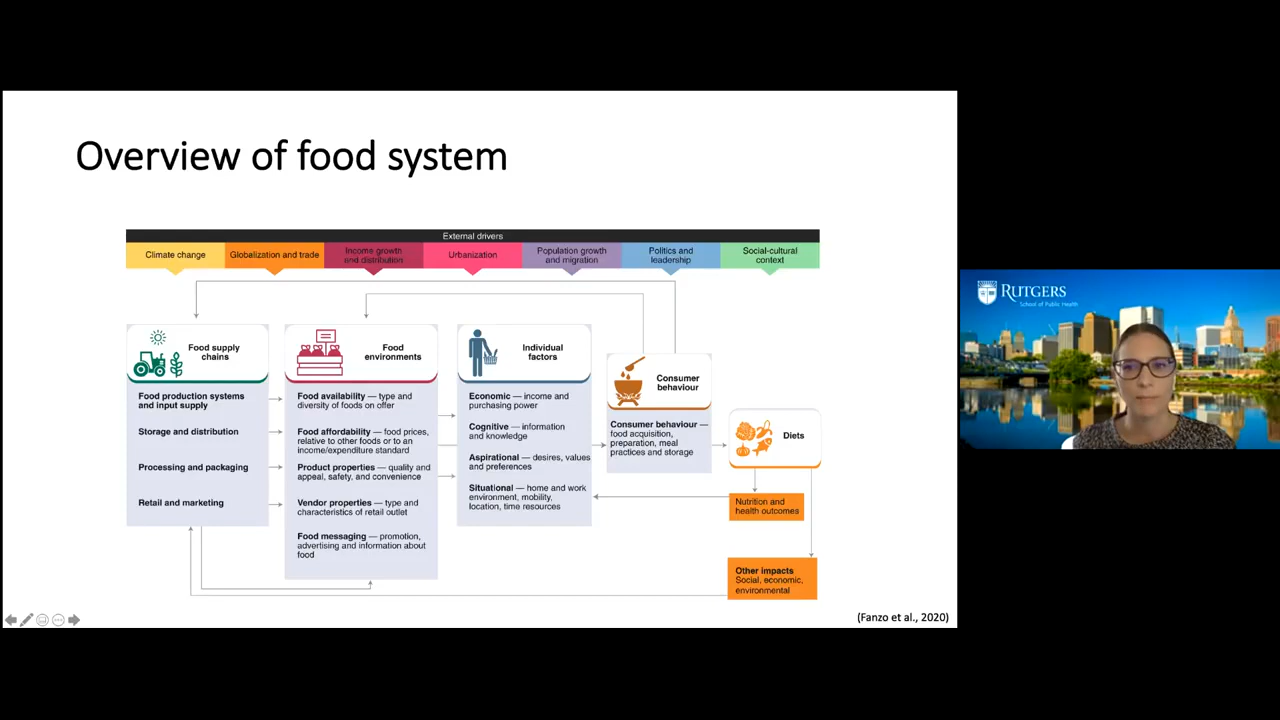 Overview of food system
External drivers
Climate change
Globalization and trade
Income growth
and distribution
Urbanization
Population growth
and migration
Politics and
leadership
Social-cultural
context
Food supply
chains
Food production systems
and input supply
Storage and distribution
Processing and packaging
Retail and marketing
Food
environments
Food availability — type and
diversity of foods on offer
Food affordability — food prices,
relative to other foods or to an
income/expenditure standard
Product properties — quality and
appeal, safety, and convenience
Vendor properties — type and
characteristics of retail outlet
Food messaging — promotion,
advertising and information about
food
Individual
factors
Economic — income and
purchasing power
Cognitive — information
and knowledge
Aspirational — desires, values
and preferences
Situational — home and work
environment, mobility,
location, time resources
Consumer
behaviour
Consumer behaviour —
food acquisition,
preparation, meal
practices and storage
Diets
Nutrition and
health outcomes
Other impacts
Social, economic,
environmental
(Fanzo et al., 2020)
RUTGERS
School of Public Health